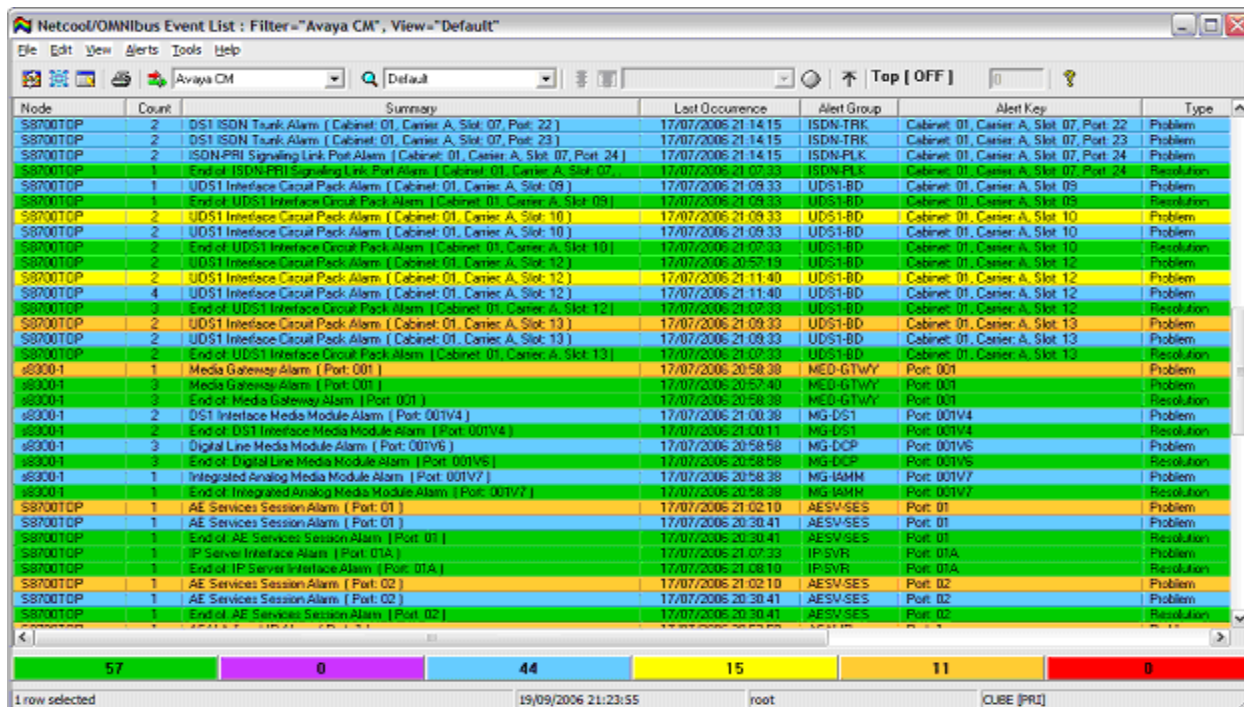 Netcool/OMNIbus Event List : Filter="Avaya CM", View="Default"
File Edit View Alerts Tools Help
Avaya CM Default Top [ OFF ] 0
Node Count Summary Last Occurrence Alert Group Alert Key Type
S8700TOP 2 DS1 ISDN Trunk Alarm ( Cabinet: 01, Carrier: A, Slot: 07, Port: 22 ) 17/07/2006 21:14:15 ISDN-TRK Cabinet: 01, Carrier: A, Slot: 07, Port: 22 Problem
S8700TOP 2 DS1 ISDN Trunk Alarm ( Cabinet: 01, Carrier: A, Slot: 07, Port: 23 ) 17/07/2006 21:14:15 ISDN-TRK Cabinet: 01, Carrier: A, Slot: 07, Port: 23 Problem
S8700TOP 2 ISDN-PRI Signaling Link Port Alarm ( Cabinet: 01, Carrier: A, Slot: 07, Port: 24 ) 17/07/2006 21:14:15 ISDN-PLK Cabinet: 01, Carrier: A, Slot: 07, Port: 24 Problem
S8700TOP 1 End of: ISDN-PRI Signaling Link Port Alarm ( Cabinet: 01, Carrier: A, Slot: 07, .. 17/07/2006 21:07:33 ISDN-PLK Cabinet: 01, Carrier: A, Slot: 07, Port: 24 Resolution
S8700TOP 1 UDS1 Interface Circuit Pack Alarm ( Cabinet: 01, Carrier: A, Slot: 09 ) 17/07/2006 21:09:33 UDS1-BD Cabinet: 01, Carrier: A, Slot: 09 Problem
S8700TOP 1 End of: UDS1 Interface Circuit Pack Alarm ( Cabinet: 01, Carrier: A, Slot: 09 ) 17/07/2006 21:09:33 UDS1-BD Cabinet: 01, Carrier: A, Slot: 09 Resolution
S8700TOP 2 UDS1 Interface Circuit Pack Alarm ( Cabinet: 01, Carrier: A, Slot: 10 ) 17/07/2006 21:09:33 UDS1-BD Cabinet: 01, Carrier: A, Slot: 10 Problem
S8700TOP 2 UDS1 Interface Circuit Pack Alarm ( Cabinet: 01, Carrier: A, Slot: 10 ) 17/07/2006 21:09:33 UDS1-BD Cabinet: 01, Carrier: A, Slot: 10 Problem
S8700TOP 2 End of: UDS1 Interface Circuit Pack Alarm ( Cabinet: 01, Carrier: A, Slot: 10 ) 17/07/2006 21:07:33 UDS1-BD Cabinet: 01, Carrier: A, Slot: 10 Resolution
S8700TOP 2 UDS1 Interface Circuit Pack Alarm ( Cabinet: 01, Carrier: A, Slot: 12 ) 17/07/2006 20:57:19 UDS1-BD Cabinet: 01, Carrier: A, Slot: 12 Problem
S8700TOP 2 UDS1 Interface Circuit Pack Alarm ( Cabinet: 01, Carrier: A, Slot: 12 ) 17/07/2006 21:11:40 UDS1-BD Cabinet: 01, Carrier: A, Slot: 12 Problem
S8700TOP 4 UDS1 Interface Circuit Pack Alarm ( Cabinet: 01, Carrier: A, Slot: 12 ) 17/07/2006 21:11:40 UDS1-BD Cabinet: 01, Carrier: A, Slot: 12 Problem
S8700TOP 3 End of: UDS1 Interface Circuit Pack Alarm ( Cabinet: 01, Carrier: A, Slot: 12 ) 17/07/2006 21:07:33 UDS1-BD Cabinet: 01, Carrier: A, Slot: 12 Resolution
S8700TOP 2 UDS1 Interface Circuit Pack Alarm ( Cabinet: 01, Carrier: A, Slot: 13 ) 17/07/2006 21:09:33 UDS1-BD Cabinet: 01, Carrier: A, Slot: 13 Problem
S8700TOP 2 UDS1 Interface Circuit Pack Alarm ( Cabinet: 01, Carrier: A, Slot: 13 ) 17/07/2006 21:09:33 UDS1-BD Cabinet: 01, Carrier: A, Slot: 13 Problem
S8700TOP 2 End of: UDS1 Interface Circuit Pack Alarm ( Cabinet: 01, Carrier: A, Slot: 13 ) 17/07/2006 21:07:33 UDS1-BD Cabinet: 01, Carrier: A, Slot: 13 Resolution
s8300-1 1 Media Gateway Alarm ( Port: 001 ) 17/07/2006 20:58:38 MED-GTWY Port: 001 Problem
s8300-1 3 Media Gateway Alarm ( Port: 001 ) 17/07/2006 20:57:40 MED-GTWY Port: 001 Problem
s8300-1 3 End of: Media Gateway Alarm ( Port: 001 ) 17/07/2006 20:58:38 MED-GTWY Port: 001 Resolution
s8300-1 2 DS1 Interface Media Module Alarm ( Port: 001V4 ) 17/07/2006 21:00:38 MG-DS1 Port: 001V4 Problem
s8300-1 2 End of: DS1 Interface Media Module Alarm ( Port: 001V4 ) 17/07/2006 21:00:11 MG-DS1 Port: 001V4 Resolution
s8300-1 3 Digital Line Media Module Alarm ( Port: 001V6 ) 17/07/2006 20:58:58 MG-DCP Port: 001V6 Problem
s8300-1 3 End of: Digital Line Media Module Alarm ( Port: 001V6 ) 17/07/2006 20:58:58 MG-DCP Port: 001V6 Resolution
s8300-1 1 Integrated Analog Media Module Alarm ( Port: 001V7 ) 17/07/2006 20:58:38 MG-IAMM Port: 001V7 Problem
s8300-1 1 End of: Integrated Analog Media Module Alarm ( Port: 001V7 ) 17/07/2006 20:58:38 MG-IAMM Port: 001V7 Resolution
S8700TOP 1 AE Services Session Alarm ( Port: 01 ) 17/07/2006 21:02:10 AESV-SES Port: 01 Problem
S8700TOP 1 AE Services Session Alarm ( Port: 01 ) 17/07/2006 20:30:41 AESV-SES Port: 01 Problem
S8700TOP 1 End of: AE Services Session Alarm ( Port: 01 ) 17/07/2006 20:30:41 AESV-SES Port: 01 Resolution
S8700TOP 1 IP Server Interface Alarm ( Port: 01A ) 17/07/2006 21:07:33 IP-SVR Port: 01A Problem
S8700TOP 1 End of: IP Server Interface Alarm ( Port: 01A ) 17/07/2006 21:08:10 IP-SVR Port: 01A Resolution
S8700TOP 1 AE Services Session Alarm ( Port: 02 ) 17/07/2006 21:02:10 AESV-SES Port: 02 Problem
S8700TOP 1 AE Services Session Alarm ( Port: 02 ) 17/07/2006 20:30:41 AESV-SES Port: 02 Problem
S8700TOP 1 End of: AE Services Session Alarm ( Port: 02 ) 17/07/2006 20:30:41 AESV-SES Port: 02 Resolution
57 0 44 15 11 0
1 row selected 19/09/2006 21:23:55 root CUBE [PRI]